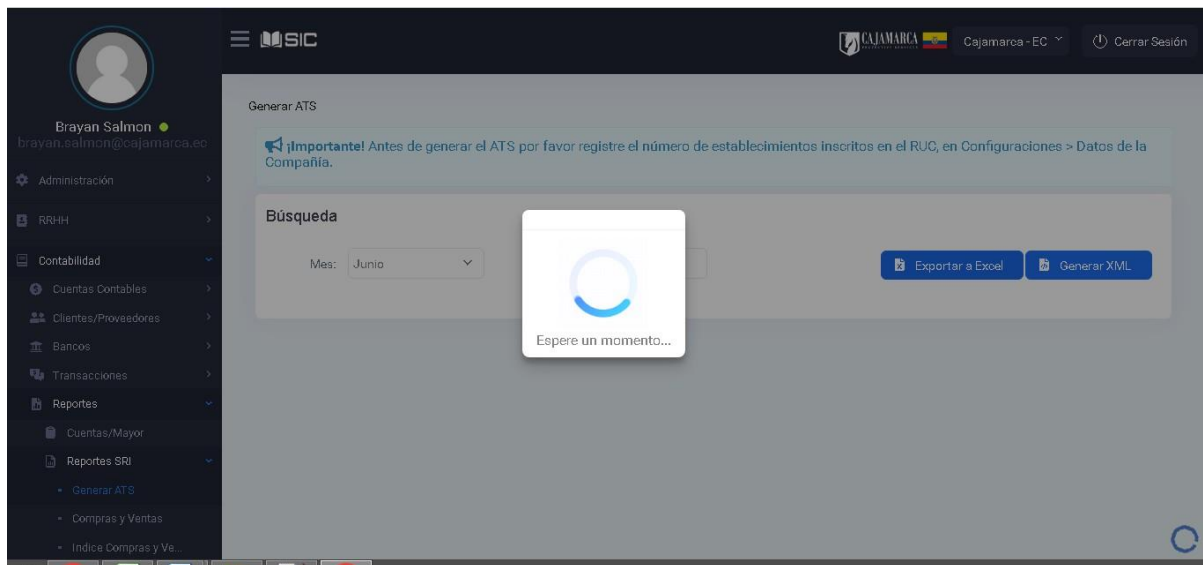 SIC
CAJAMARCA
Cajamarca - EC
Cerrar Sesión
Brayan Salmon
brayan.salmon@cajamarca.ec
Administración
RRHH
Contabilidad
Cuentas Contables
Clientes/Proveedores
Bancos
Transacciones
Reportes
Cuentas/Mayor
Reportes SRI
Generar ATS
Compras y Ventas
Indice Compras y Ve...
Generar ATS
¡Importante! Antes de generar el ATS por favor registre el número de establecimientos inscritos en el RUC, en Configuraciones > Datos de la
Compañía.
Búsqueda
Mes: Junio
Exportar a Excel
Generar XML
Espere un momento...